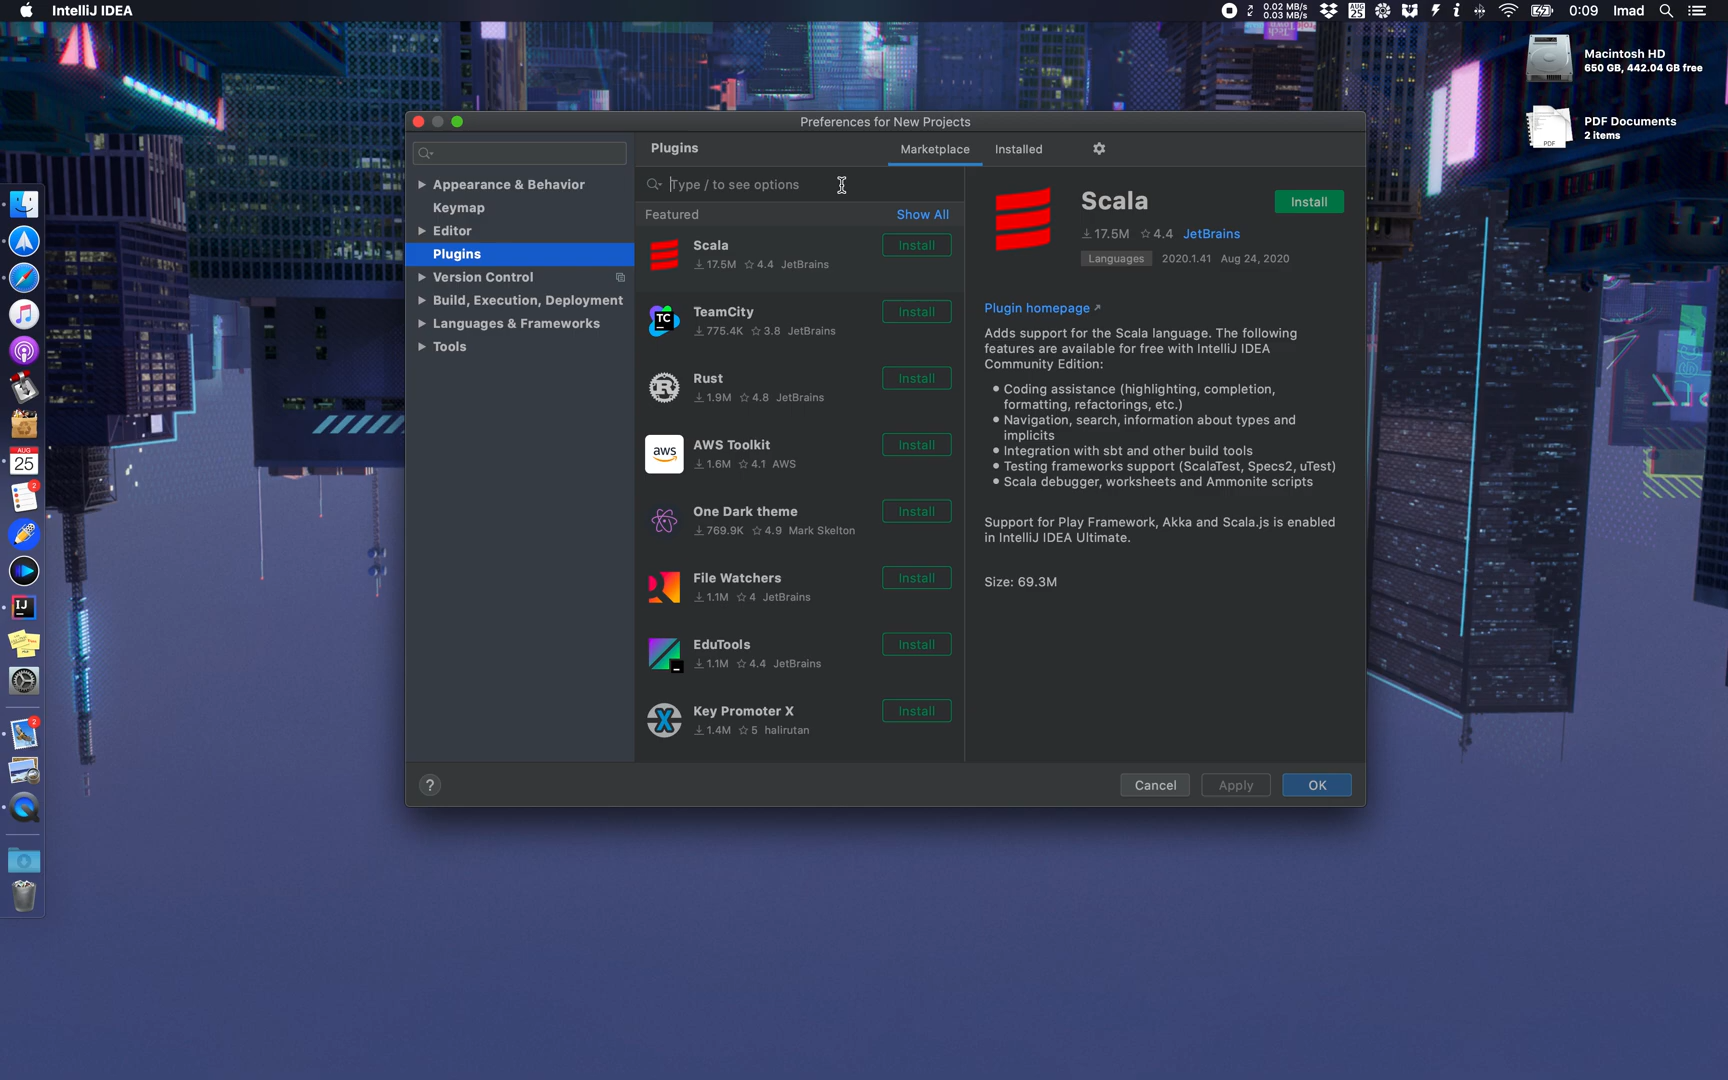 IntelliJ IDEA
0.02 MB/s
0.03 MB/s
AUG
25
0:09
Imad
Macintosh HD
650 GB, 442.04 GB free
PDF
PDF Documents
2 items
Preferences for New Projects
Appearance & Behavior
Keymap
Editor
Plugins
Version Control
Build, Execution, Deployment
Languages & Frameworks
Tools
Plugins
Marketplace
Installed
Type / to see options
Featured
Show All
Scala
Install
17.5M 4.4 JetBrains
TC
TeamCity
Install
775.4K 3.8 JetBrains
R
Rust
Install
1.9M 4.8 JetBrains
aws
AWS Toolkit
Install
1.6M 4.1 AWS
One Dark theme
Install
769.9K 4.9 Mark Skelton
File Watchers
Install
1.1M 4 JetBrains
EduTools
Install
1.1M 4.4 JetBrains
X
Key Promoter X
Install
1.4M 5 halirutan
Scala
Install
17.5M 4.4 JetBrains
Languages 2020.1.41 Aug 24, 2020
Plugin homepage
Adds support for the Scala language. The following
features are available for free with IntelliJ IDEA
Community Edition:
• Coding assistance (highlighting, completion,
formatting, refactorings, etc.)
• Navigation, search, information about types and
implicits
• Integration with sbt and other build tools
• Testing frameworks support (ScalaTest, Specs2, uTest)
• Scala debugger, worksheets and Ammonite scripts
Support for Play Framework, Akka and Scala.js is enabled
in IntelliJ IDEA Ultimate.
Size: 69.3M
?
Cancel
Apply
OK
AUG
25
2
IJ
2